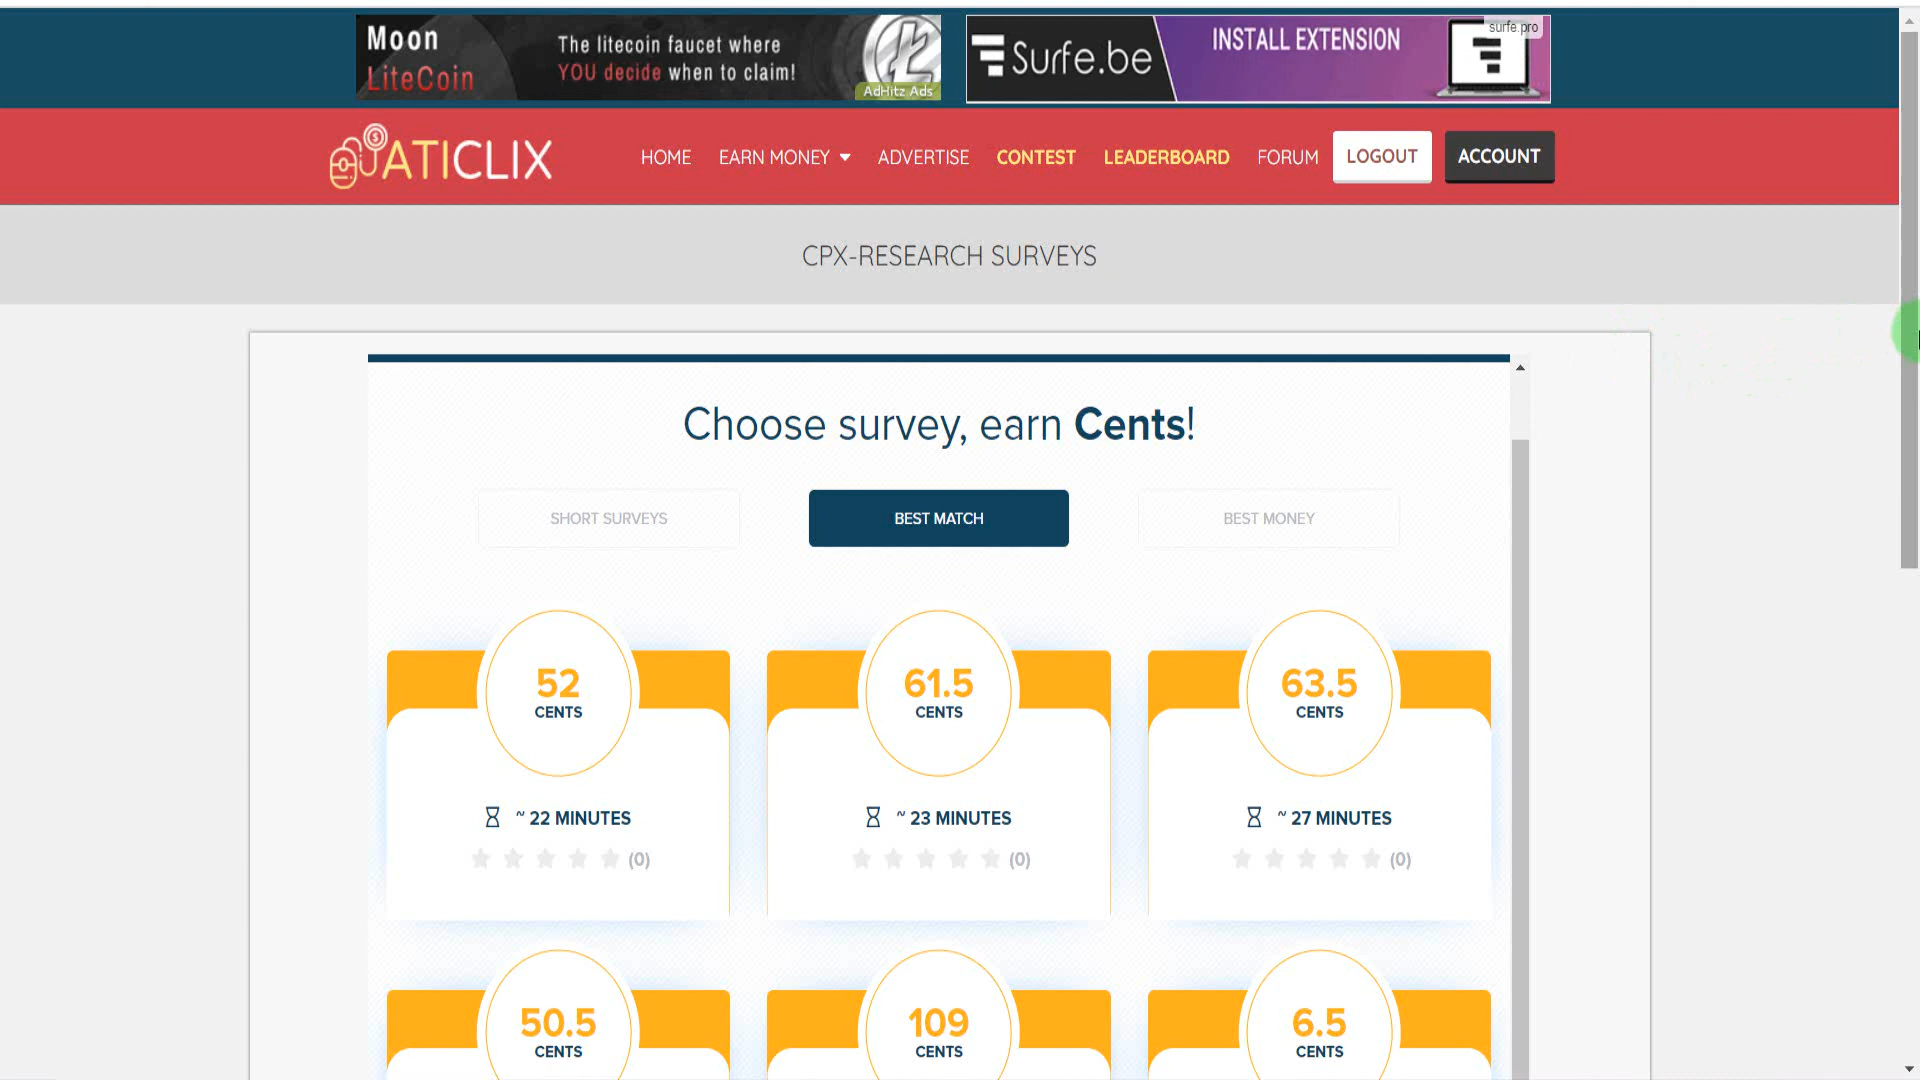 Moon
LiteCoin
The litecoin faucet where
YOU decide when to claim!
AdHitz Ads
Surfe.be
INSTALL EXTENSION
surfe.pro
ATICLIX
HOME
EARN MONEY
ADVERTISE
CONTEST
LEADERBOARD
FORUM
LOGOUT
ACCOUNT
CPX-RESEARCH SURVEYS
Choose survey, earn Cents!
SHORT SURVEYS
BEST MATCH
BEST MONEY
52
CENTS
~ 22 MINUTES
(0)
61.5
CENTS
~ 23 MINUTES
(0)
63.5
CENTS
~ 27 MINUTES
(0)
50.5
CENTS
109
CENTS
6.5
CENTS